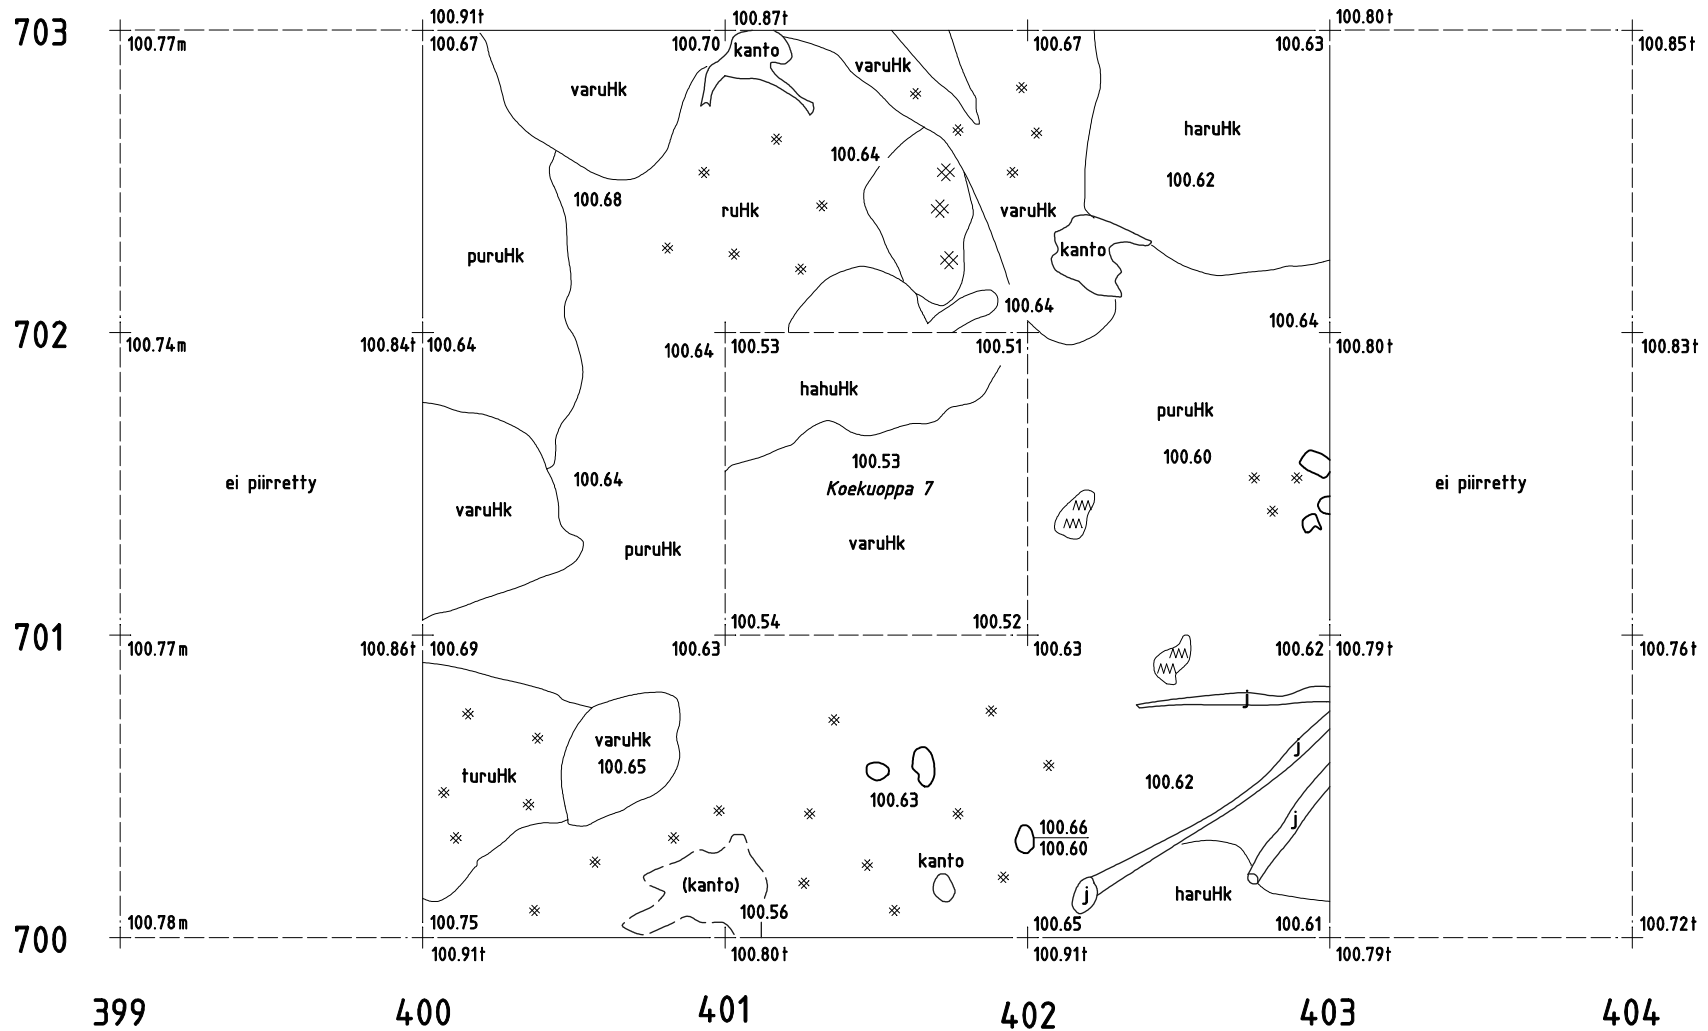 100.91t 100.87t 100.80t
703 100.77m 100.67 100.70 kanto 100.67 100.63 100.85t
varuHk varuHk
haruHk
100.64
100.62
100.68 ruHk varuHk
puruHk kanto
100.64
100.64
702 100.74m 100.84t 100.64 100.64 100.53 100.51 100.80t 100.83t
hahuHk
puruHk
100.53 100.60
ei piirretty 100.64 Koekuoppa 7 ei piirretty
varuHk
puruHk varuHk
100.54 100.52
701 100.77m 100.86t 100.69 100.63 100.63 100.62 100.79t 100.76t
j
varuHk j
100.65
turuHk 100.62
100.63
j
100.66
100.60
kanto
(kanto) j haruHk
100.56
700 100.78m 100.75 100.65 100.61 100.72t
100.91t 100.80t 100.91t 100.79t
399 400 401 402 403 404